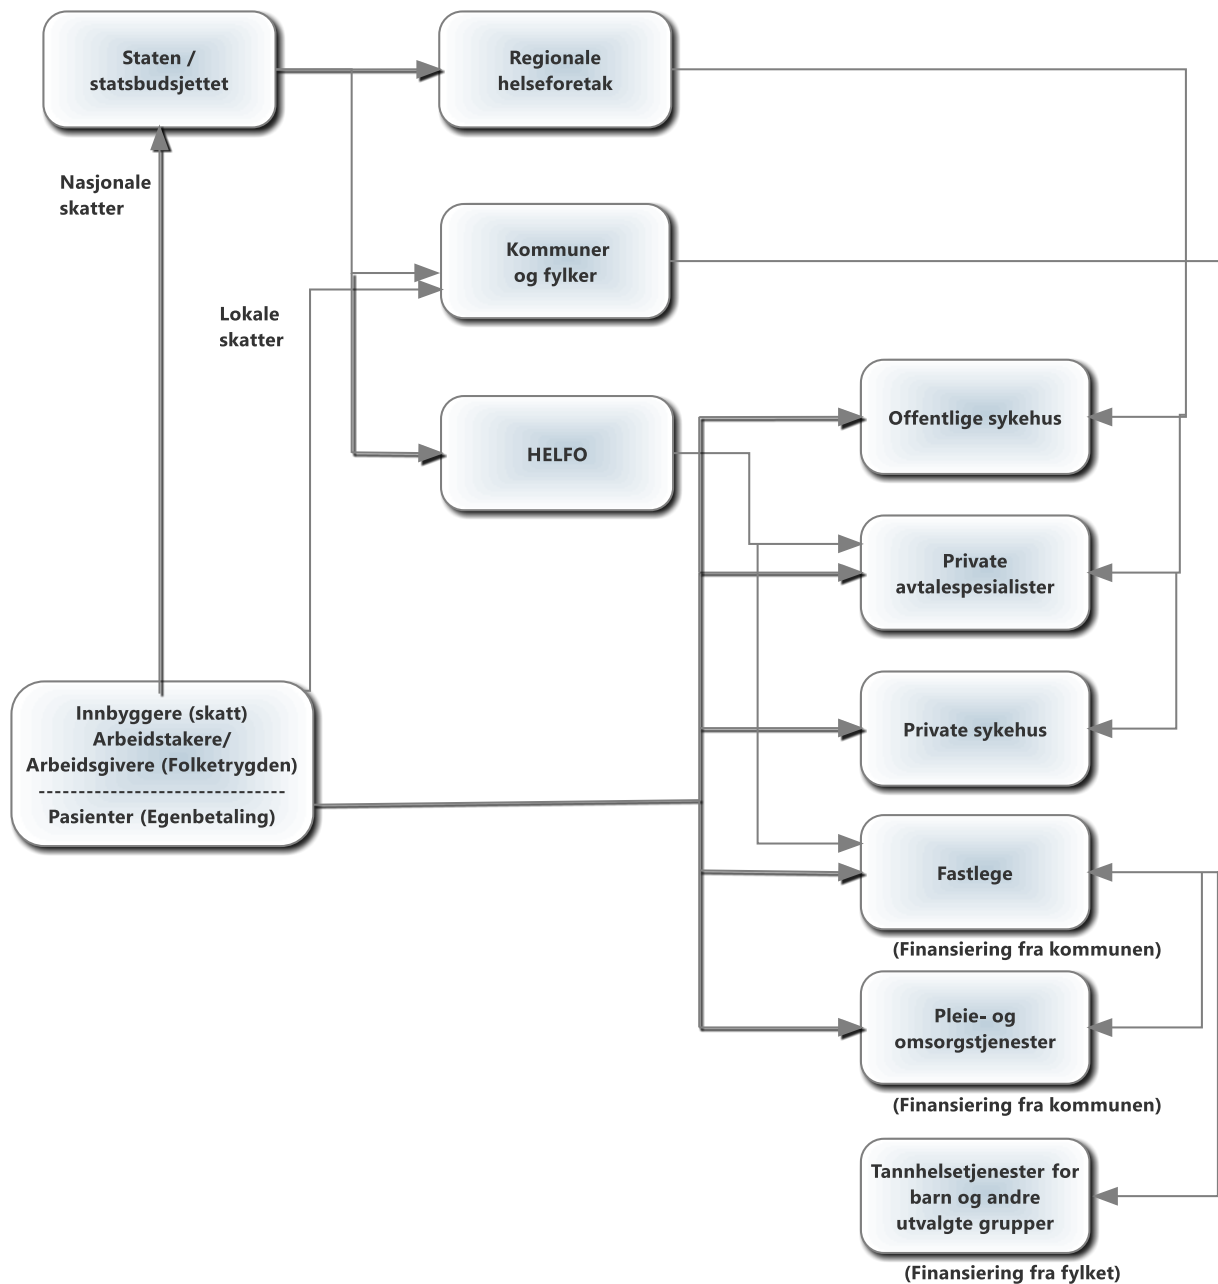 Staten /
statsbudsjettet
Regionale
helseforetak
Nasjonale
skatter
Kommuner
og fylker
Lokale
skatter
HELFO
Offentlige sykehus
Private
avtalespesialister
Innbyggere (skatt)
Arbeidstakere/
Arbeidsgivere (Folketrygden)
Pasienter (Egenbetaling)
Private sykehus
Fastlege
(Finansiering fra kommunen)
Pleie- og
omsorgstjenester
(Finansiering fra kommunen)
Tannhelsetjenester for
barn og andre
utvalgte grupper
(Finansiering fra fylket)